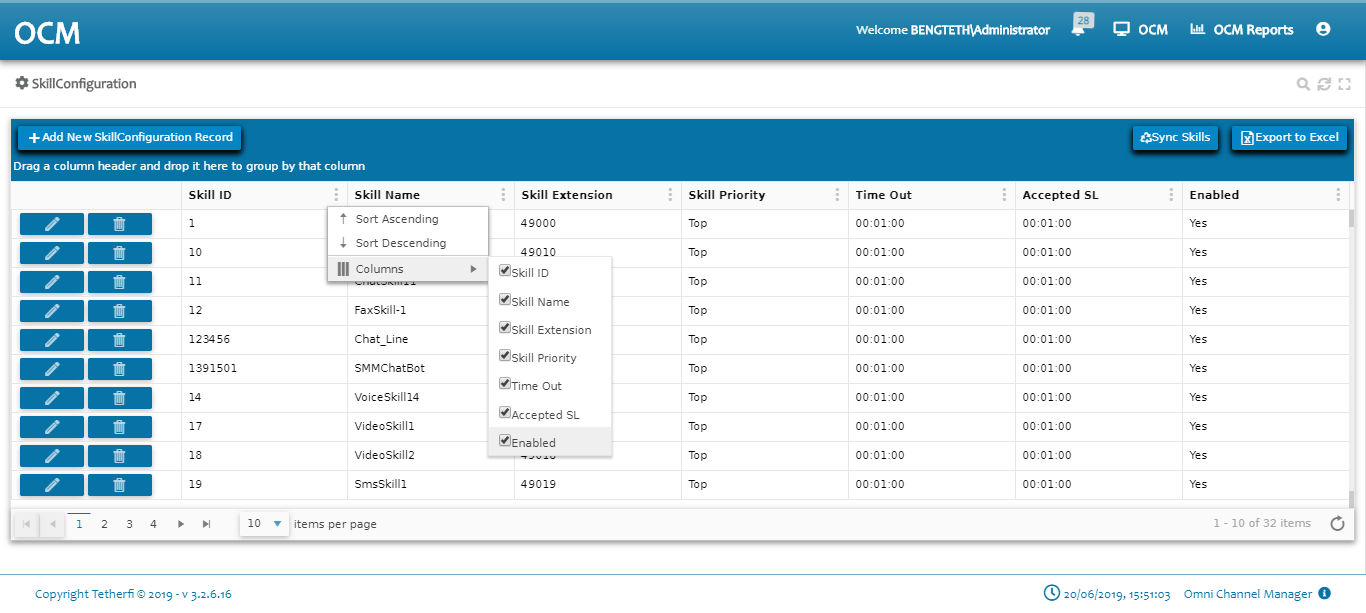 OCM
Welcome BENGTETH\Administrator
28
OCM
OCM Reports
SkillConfiguration
Add New SkillConfiguration Record
Sync Skills
Export to Excel
Drag a column header and drop it here to group by that column
Skill ID Skill Name Skill Extension Skill Priority Time Out Accepted SL Enabled
1 49000 Top 00:01:00 00:01:00 Yes
10 49010 Top 00:01:00 00:01:00 Yes
11 ChatSkill11 Top 00:01:00 00:01:00 Yes
12 FaxSkill-1 Top 00:01:00 00:01:00 Yes
123456 Chat_Line Top 00:01:00 00:01:00 Yes
1391501 SMMChatBot Top 00:01:00 00:01:00 Yes
14 VoiceSkill14 Top 00:01:00 00:01:00 Yes
17 VideoSkill1 Top 00:01:00 00:01:00 Yes
18 VideoSkill2 49018 Top 00:01:00 00:01:00 Yes
19 SmsSkill1 49019 Top 00:01:00 00:01:00 Yes
Sort Ascending
Sort Descending
Columns
Skill ID
Skill Name
Skill Extension
Skill Priority
Time Out
Accepted SL
Enabled
1 2 3 4 10 items per page 1 - 10 of 32 items
Copyright Tetherfi © 2019 - v 3.2.6.16 20/06/2019, 15:51:03 Omni Channel Manager